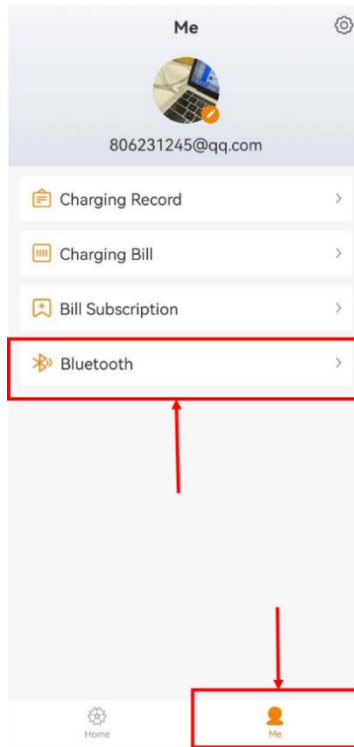 Me
806231245@qq.com
Charging Record
Charging Bill
Bill Subscription
Bluetooth
Home
Me